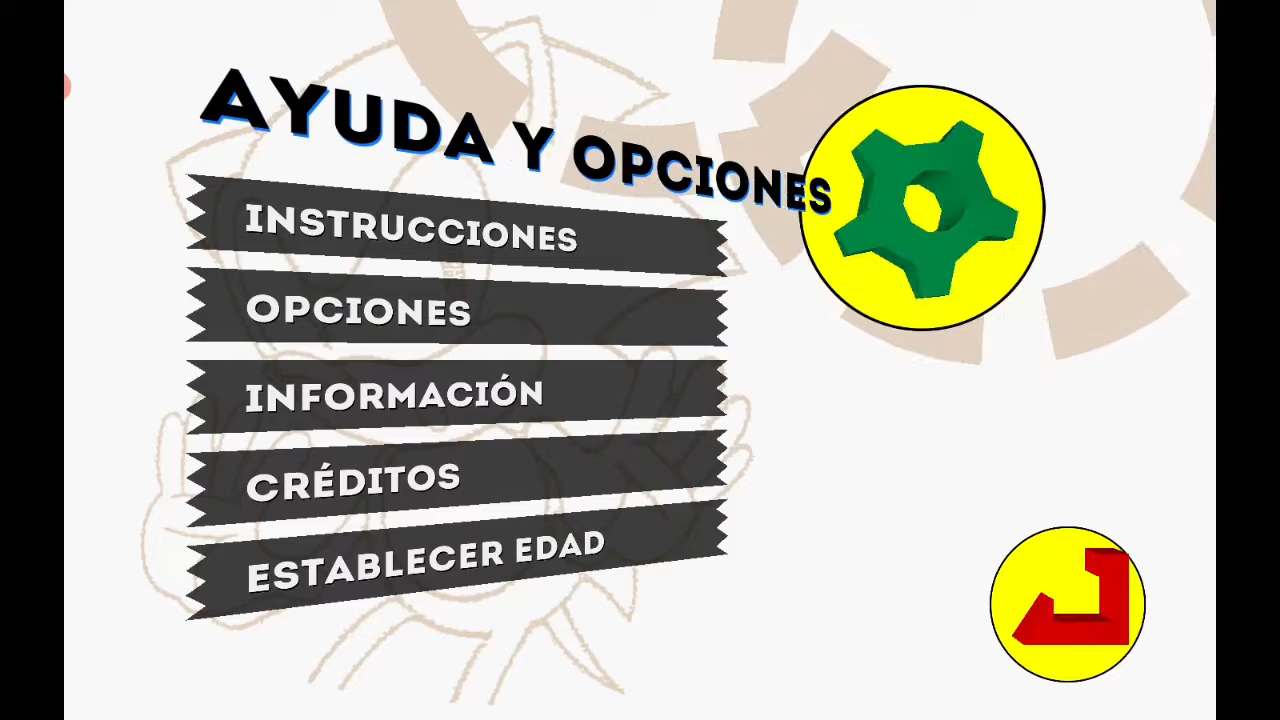 AYUDA Y OPCIONES
INSTRUCCIONES
OPCIONES
INFORMACIÓN
CRÉDITOS
ESTABLECER EDAD